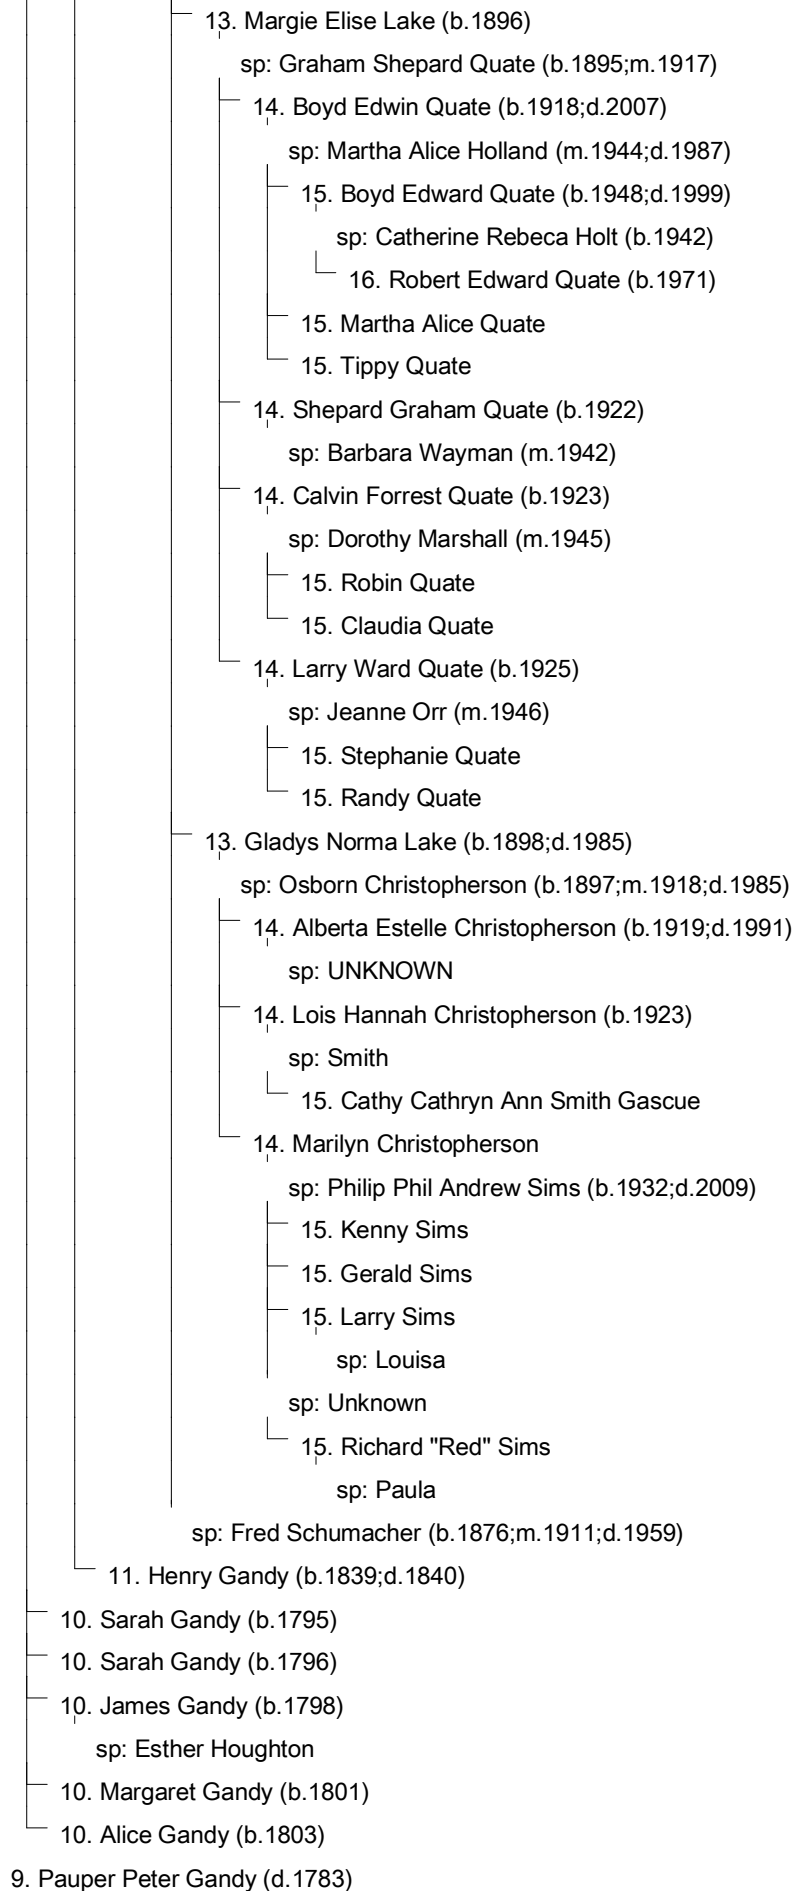 13. Margie Elise Lake (b.1896)
sp: Graham Shepard Quate (b.1895;m.1917)
14. Boyd Edwin Quate (b.1918;d.2007)
sp: Martha Alice Holland (m.1944;d.1987)
15. Boyd Edward Quate (b.1948;d.1999)
sp: Catherine Rebeca Holt (b.1942)
16. Robert Edward Quate (b.1971)
15. Martha Alice Quate
15. Tippy Quate
14. Shepard Graham Quate (b.1922)
sp: Barbara Wayman (m.1942)
14. Calvin Forrest Quate (b.1923)
sp: Dorothy Marshall (m.1945)
15. Robin Quate
15. Claudia Quate
14. Larry Ward Quate (b.1925)
sp: Jeanne Orr (m.1946)
15. Stephanie Quate
15. Randy Quate
13. Gladys Norma Lake (b.1898;d.1985)
sp: Osborn Christopherson (b.1897;m.1918;d.1985)
14. Alberta Estelle Christopherson (b.1919;d.1991)
sp: UNKNOWN
14. Lois Hannah Christopherson (b.1923)
sp: Smith
15. Cathy Cathryn Ann Smith Gascue
14. Marilyn Christopherson
sp: Philip Phil Andrew Sims (b.1932;d.2009)
15. Kenny Sims
15. Gerald Sims
15. Larry Sims
sp: Louisa
sp: Unknown
15. Richard "Red" Sims
sp: Paula
sp: Fred Schumacher (b.1876;m.1911;d.1959)
11. Henry Gandy (b.1839;d.1840)
10. Sarah Gandy (b.1795)
10. Sarah Gandy (b.1796)
10. James Gandy (b.1798)
sp: Esther Houghton
10. Margaret Gandy (b.1801)
10. Alice Gandy (b.1803)
9. Pauper Peter Gandy (d.1783)